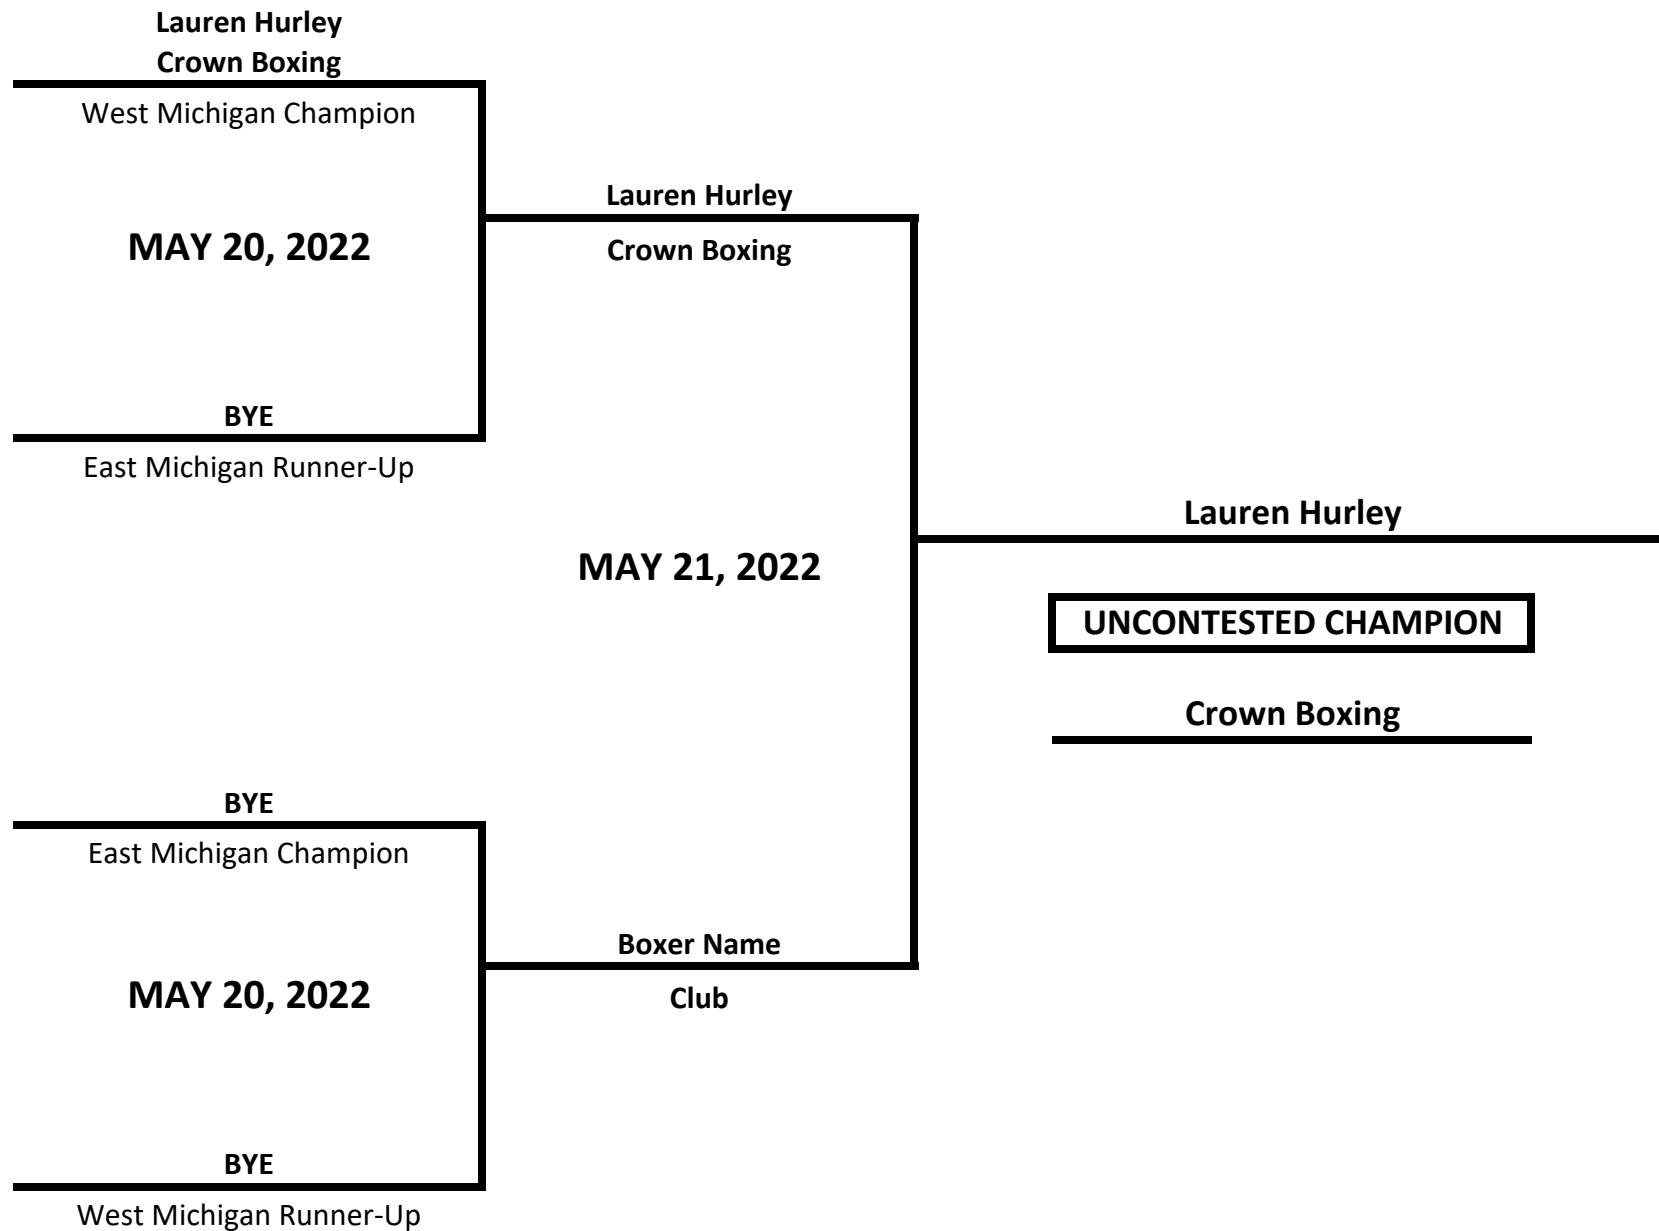 Lauren Hurley
Crown Boxing
West Michigan Champion
MAY 20, 2022
BYE
East Michigan Runner-Up
Lauren Hurley
Crown Boxing
MAY 21, 2022
Lauren Hurley
UNCONTESTED CHAMPION
Crown Boxing
BYE
East Michigan Champion
MAY 20, 2022
BYE
West Michigan Runner-Up
Boxer Name
Club